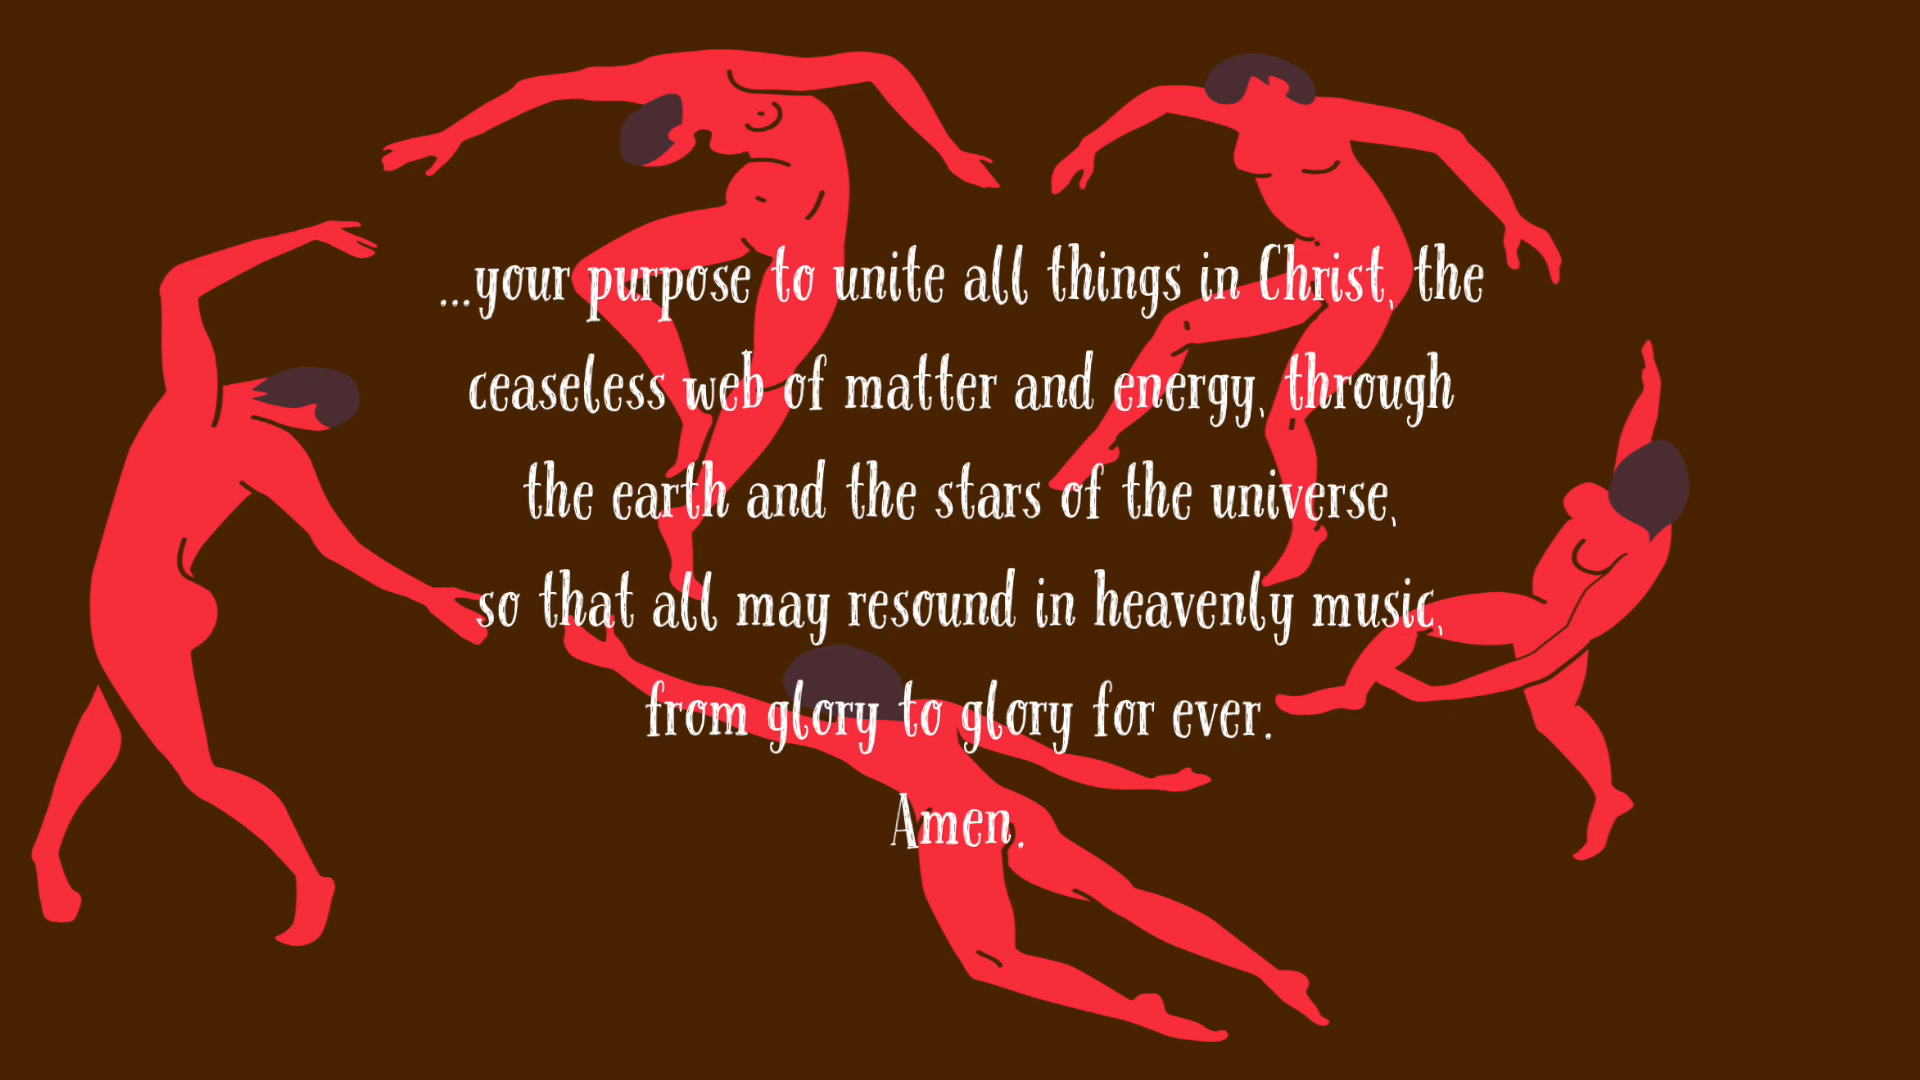 ...your purpose to unite all things in Christ, the
ceaseless web of matter and energy, through
the earth and the stars of the universe,
so that all may resound in heavenly music,
from glory to glory for ever.
Amen.